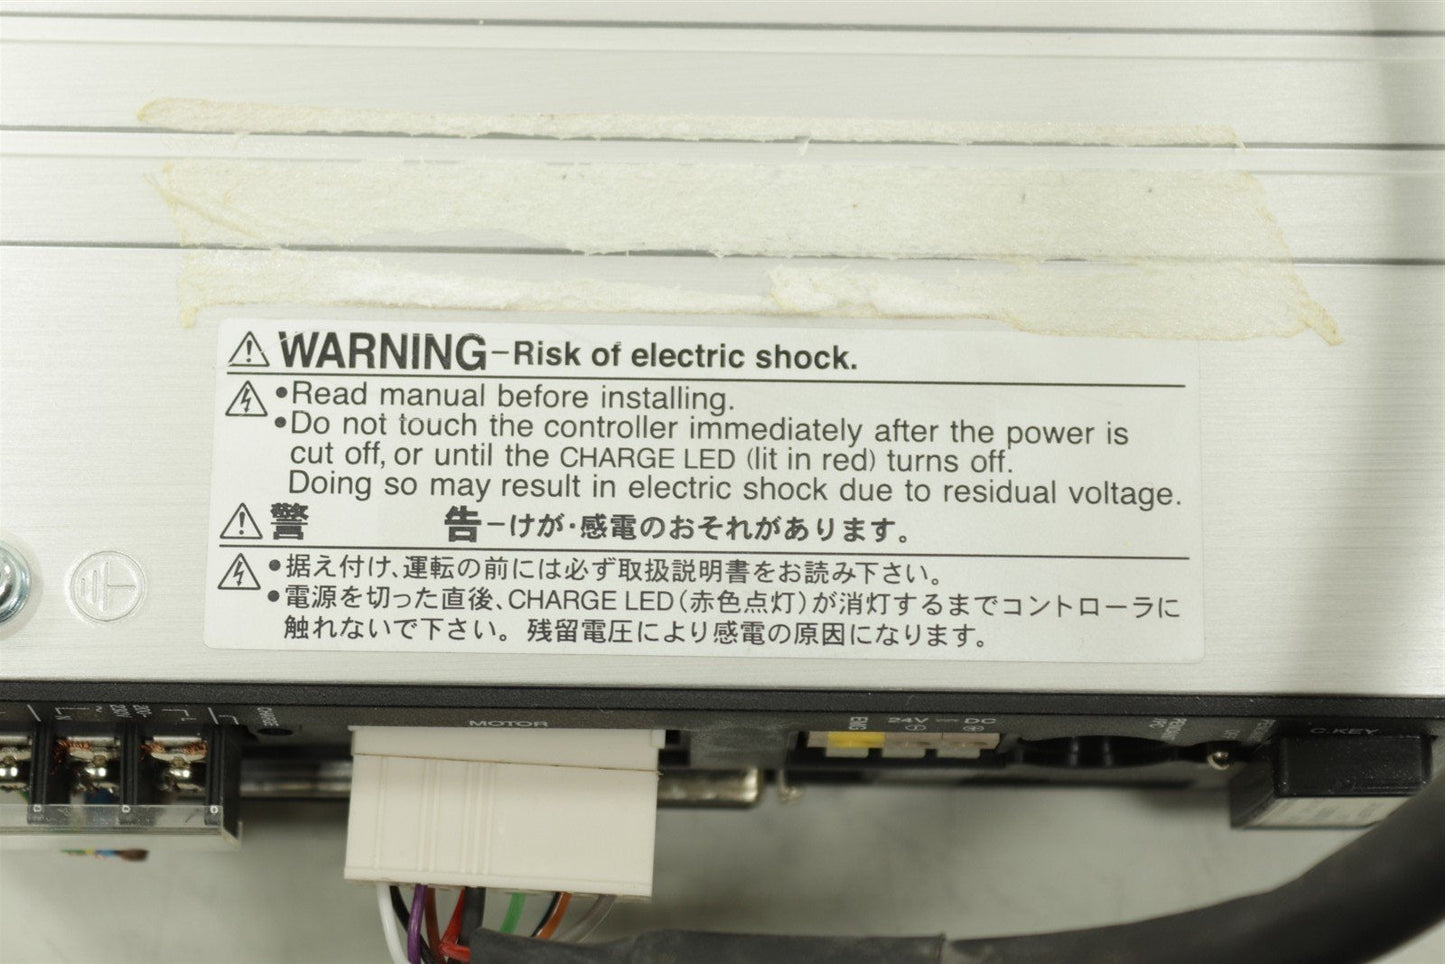 WARNING–Risk of electric shock.
•Read manual before installing.
•Do not touch the controller immediately after the power is
cut off, or until the CHARGE LED (lit in red) turns off.
Doing so may result in electric shock due to residual voltage.
警 告–けが・感電のおそれがあります。
•据え付け、運転の前には必ず取扱説明書をお読み下さい。
•電源を切った直後、CHARGE LED（赤色点灯）が消灯するまでコントローラに
触れないで下さい。残留電圧により感電の原因になります。
N
200-
230V
L
CHARGE
MOTOR
EMG
24V DC
C.KEY